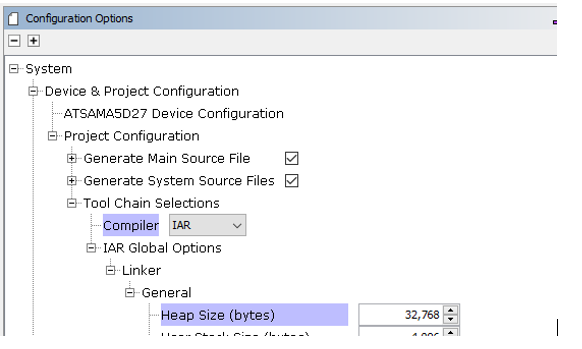 Configuration Options
System
Device & Project Configuration
ATSAMA5D27 Device Configuration
Project Configuration
Generate Main Source File
Generate System Source Files
Tool Chain Selections
Compiler IAR
IAR Global Options
Linker
General
Heap Size (bytes) 32,768